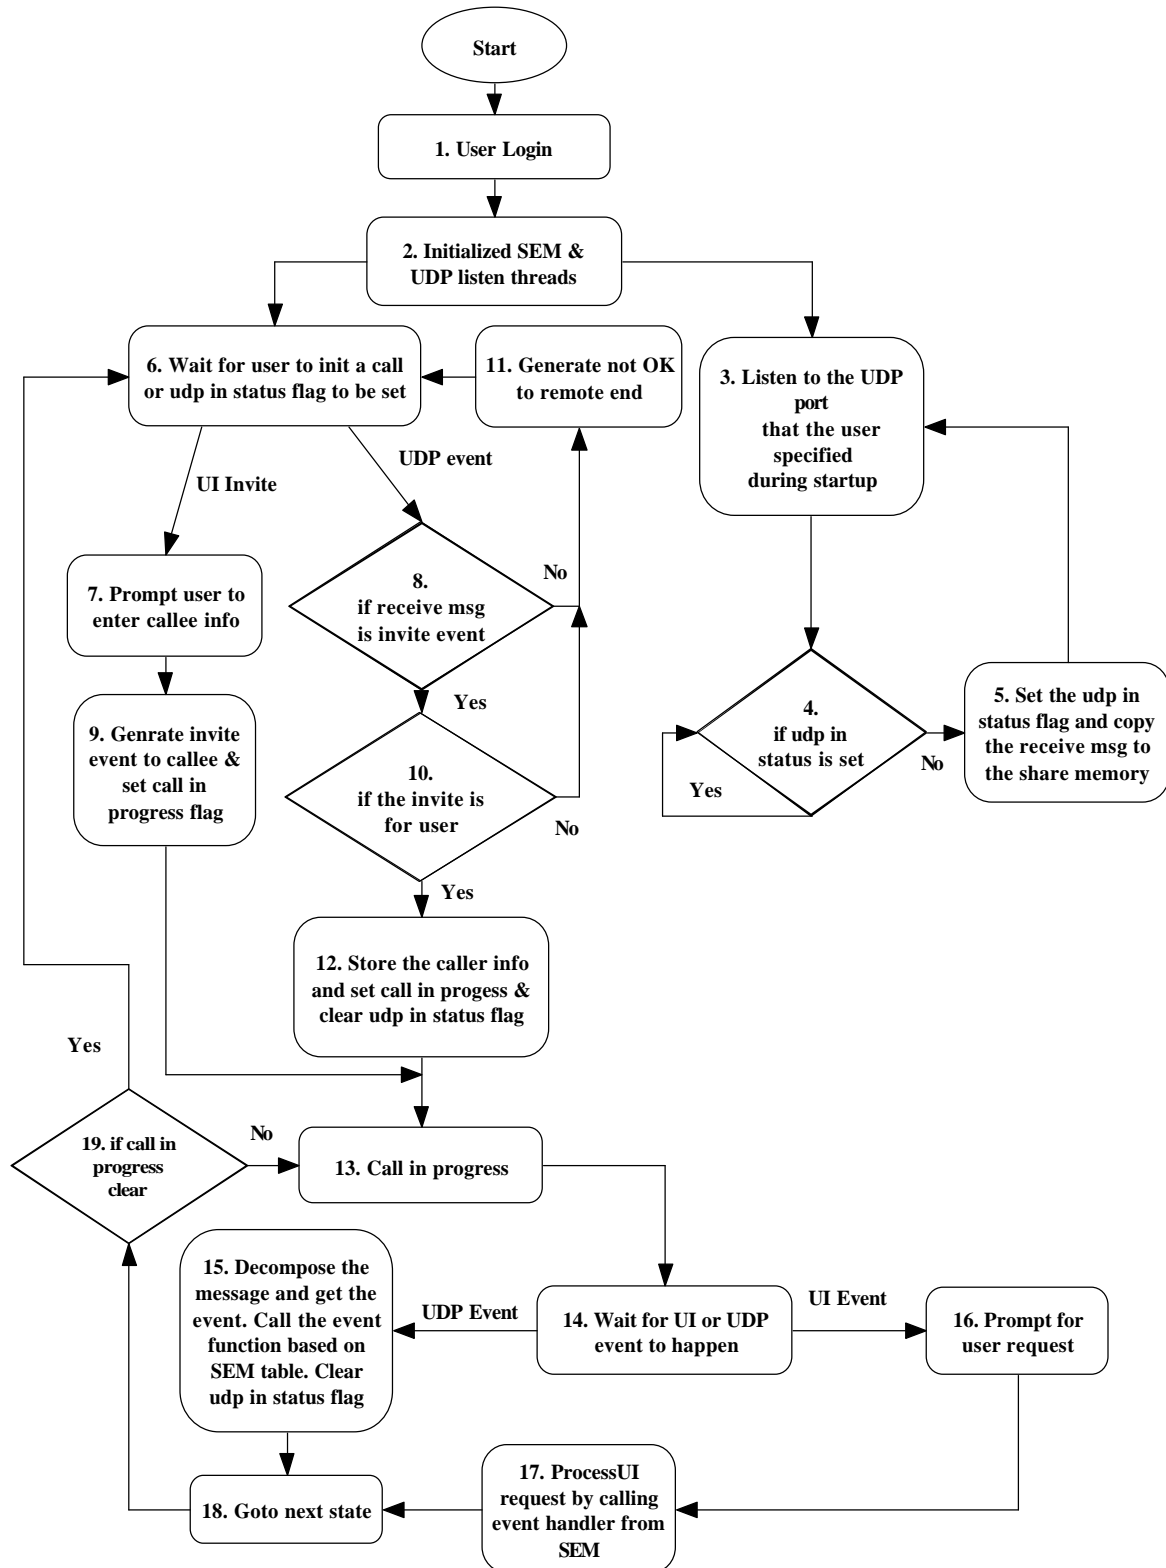 Start
1. User Login
2. Initialized SEM &
UDP listen threads
6. Wait for user to init a call
or udp in status flag to be set
11. Generate not OK
to remote end
3. Listen to the UDP
port
that the user
specified
during startup
UDP event
UI Invite
7. Prompt user to
enter callee info
8.
if receive msg
is invite event
No
Yes
9. Genrate invite
event to callee &
set call in
progress flag
10.
if the invite is
for user
No
Yes
4.
if udp in
status is set
Yes
No
5. Set the udp in
status flag and copy
the receive msg to
the share memory
12. Store the caller info
and set call in progess &
clear udp in status flag
Yes
19. if call in
progress
clear
No
13. Call in progress
15. Decompose the
message and get the
event. Call the event
function based on
SEM table. Clear
udp in status flag
UDP Event
14. Wait for UI or UDP
event to happen
UI Event
16. Prompt for
user request
17. ProcessUI
request by calling
event handler from
SEM
18. Goto next state